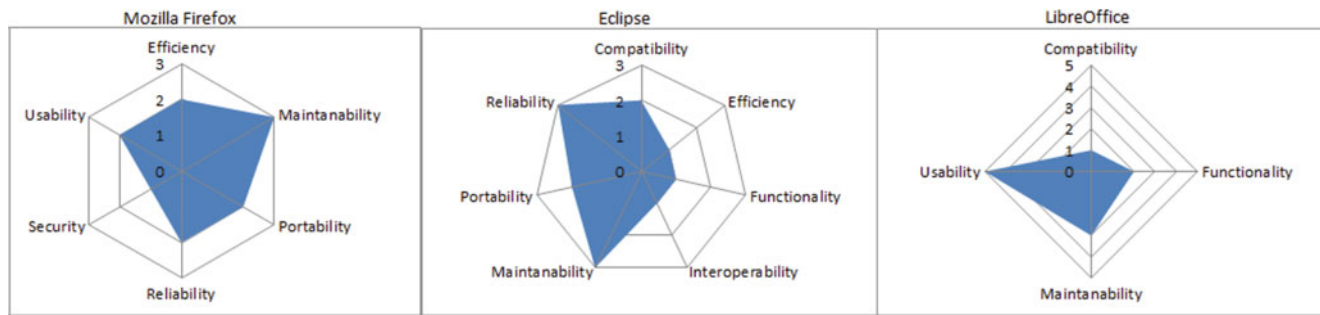 Mozilla Firefox
Efficiency
3
2
1
0
Usability
Maintanability
Security
Portability
Reliability
Eclipse
Compatibility
3
2
1
0
Reliability
Efficiency
Portability
Functionality
Maintanability
Interoperability
LibreOffice
Compatibility
5
4
3
2
1
0
Usability
Functionality
Maintanability